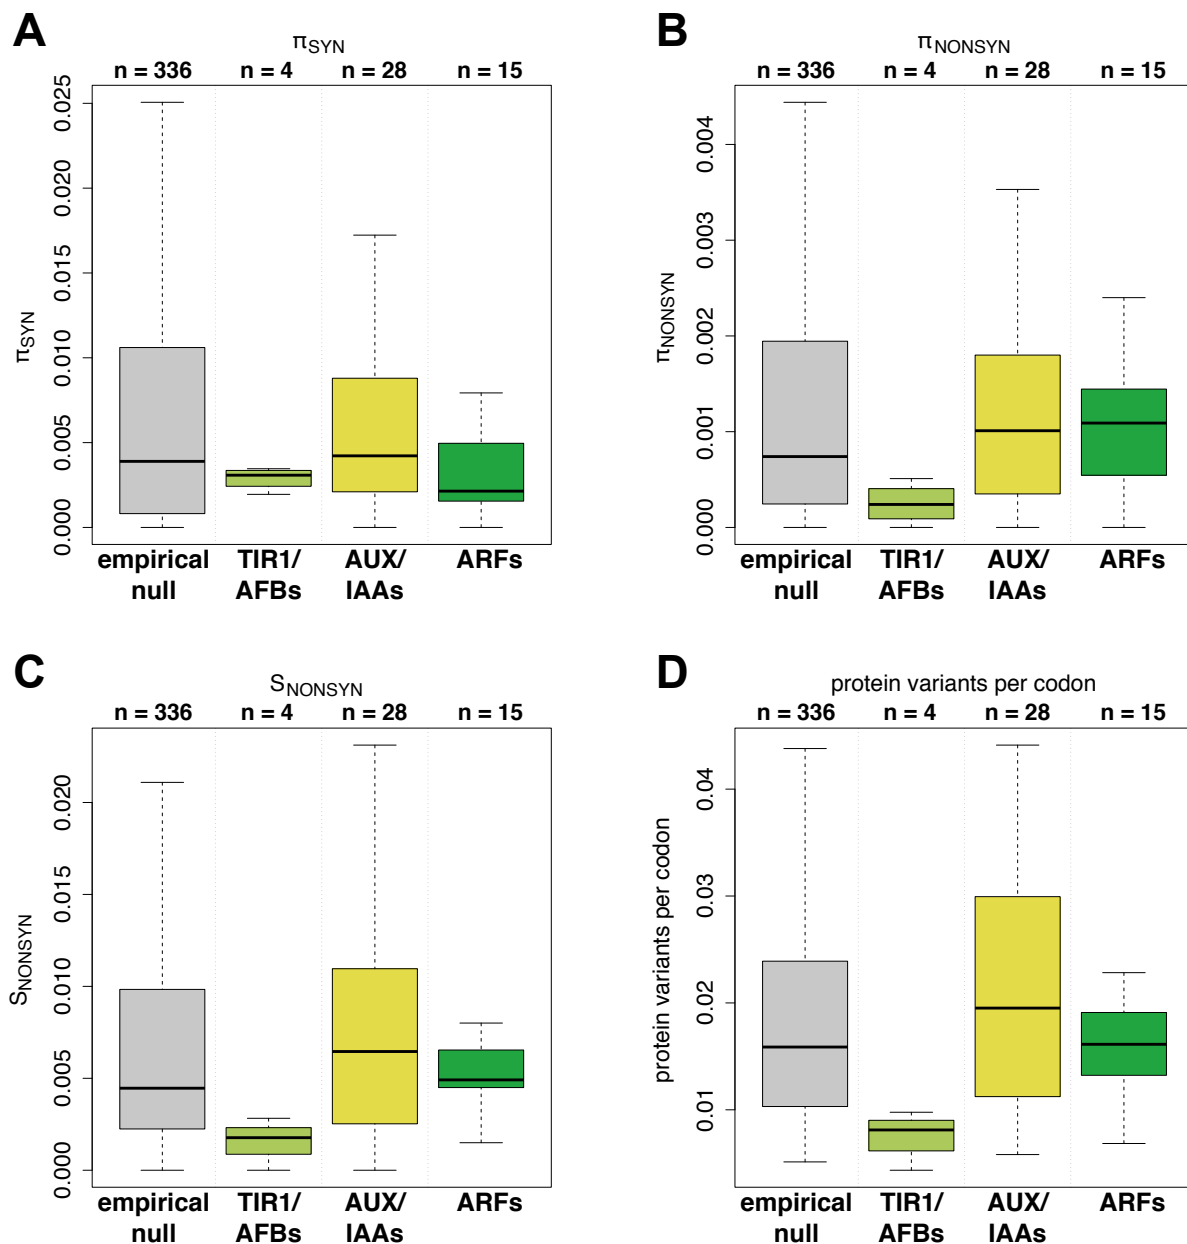 A
πSYN
n = 336 n = 4 n = 28 n = 15
πSYN
0.025
0.020
0.015
0.010
0.005
0.000
empirical null
TIR1/ AFBs
AUX/ IAAs
ARFs
B
πNONSYN
n = 336 n = 4 n = 28 n = 15
πNONSYN
0.004
0.003
0.002
0.001
0.000
empirical null
TIR1/ AFBs
AUX/ IAAs
ARFs
C
SNONSYN
n = 336 n = 4 n = 28 n = 15
SNONSYN
0.020
0.015
0.010
0.005
0.000
empirical null
TIR1/ AFBs
AUX/ IAAs
ARFs
D
protein variants per codon
n = 336 n = 4 n = 28 n = 15
protein variants per codon
0.04
0.03
0.02
0.01
empirical null
TIR1/ AFBs
AUX/ IAAs
ARFs